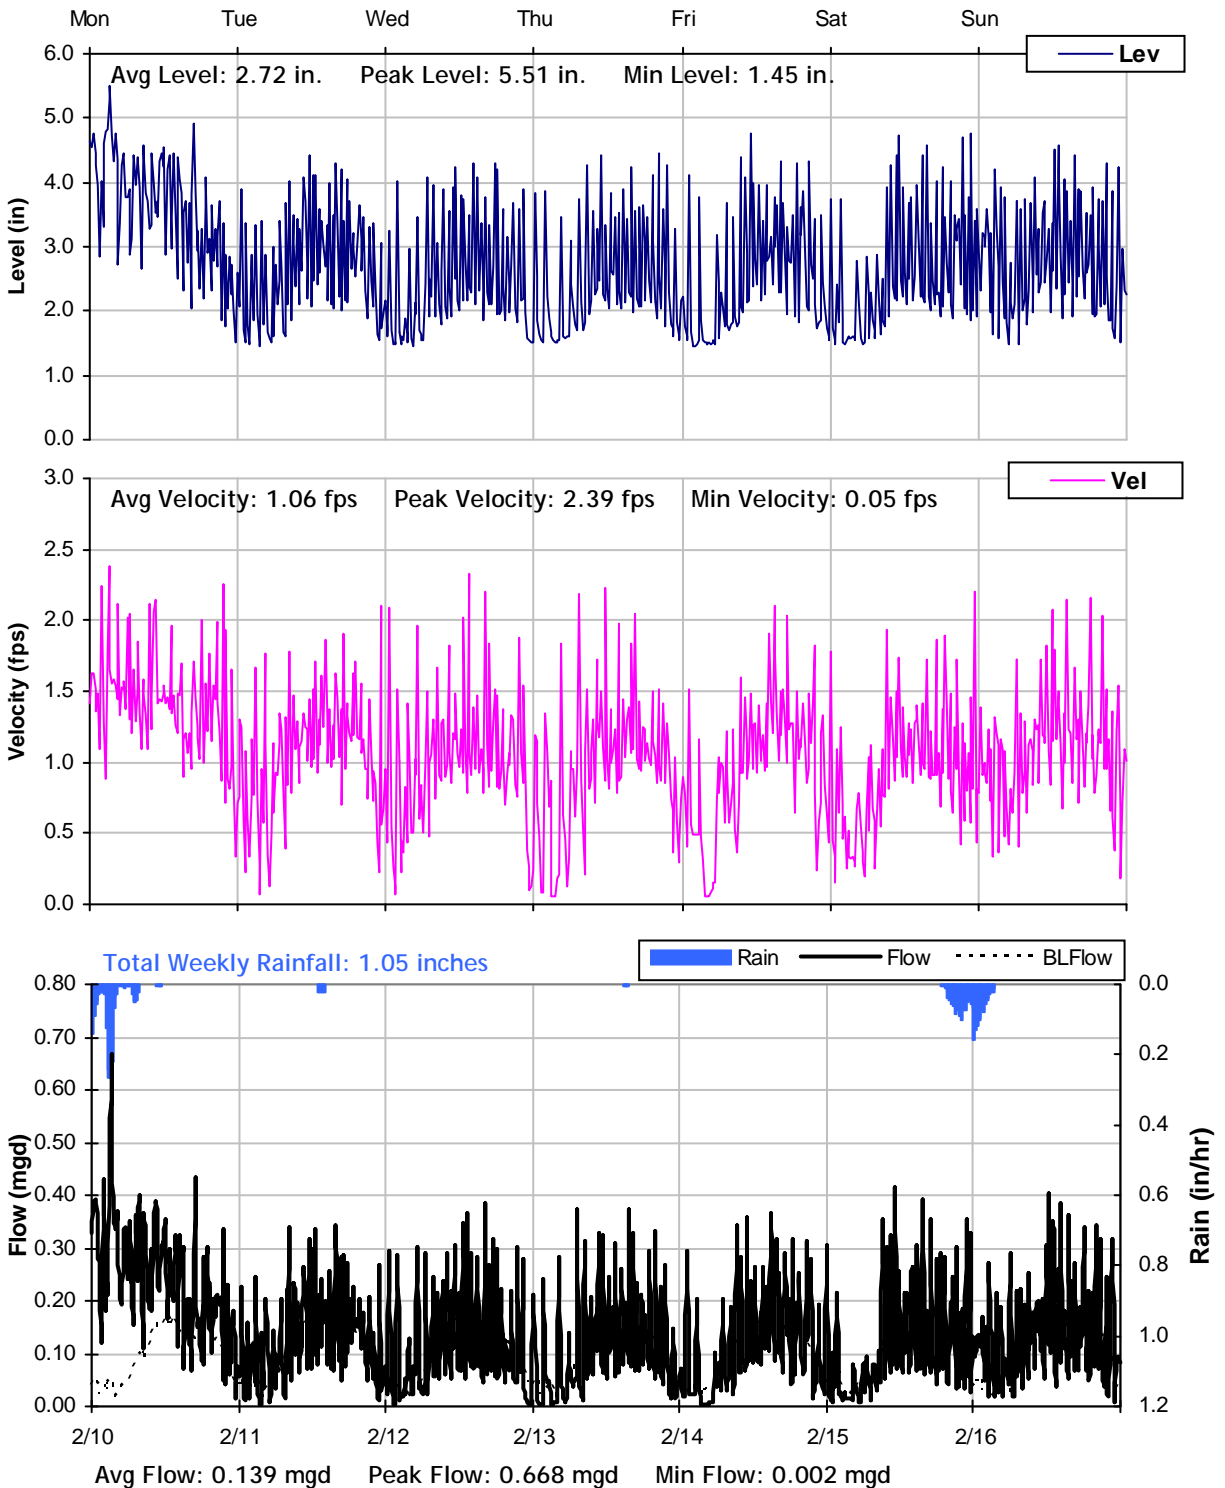 Mon Tue Wed Thu Fri Sat Sun
Lev
Avg Level: 2.72 in. Peak Level: 5.51 in. Min Level: 1.45 in.
6.0
5.0
4.0
3.0
2.0
1.0
0.0
Level (in)
Vel
Avg Velocity: 1.06 fps Peak Velocity: 2.39 fps Min Velocity: 0.05 fps
3.0
2.5
2.0
1.5
1.0
0.5
0.0
Velocity (fps)
Total Weekly Rainfall: 1.05 inches
Rain Flow BLFlow
0.80
0.70
0.60
0.50
0.40
0.30
0.20
0.10
0.00
Flow (mgd)
0.0
0.2
0.4
0.6
0.8
1.0
1.2
Rain (in/hr)
2/10 2/11 2/12 2/13 2/14 2/15 2/16
Avg Flow: 0.139 mgd Peak Flow: 0.668 mgd Min Flow: 0.002 mgd